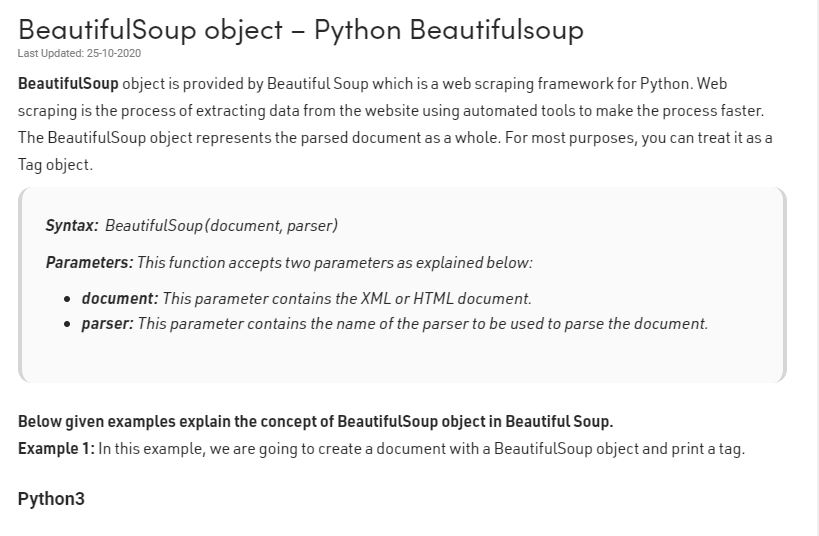 BeautifulSoup object – Python Beautifulsoup
Last Updated: 25-10-2020
BeautifulSoup object is provided by Beautiful Soup which is a web scraping framework for Python. Web
scraping is the process of extracting data from the website using automated tools to make the process faster.
The BeautifulSoup object represents the parsed document as a whole. For most purposes, you can treat it as a
Tag object.
Syntax: BeautifulSoup(document, parser)
Parameters: This function accepts two parameters as explained below:
• document: This parameter contains the XML or HTML document.
• parser: This parameter contains the name of the parser to be used to parse the document.
Below given examples explain the concept of BeautifulSoup object in Beautiful Soup.
Example 1: In this example, we are going to create a document with a BeautifulSoup object and print a tag.
Python3